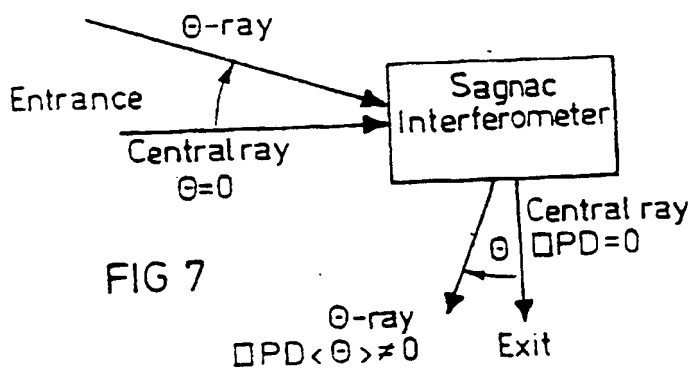 Θ-ray
Entrance
Central ray
Θ=0
Sagnac
Interferometer
Central ray
□PD=0
Θ
FIG 7
Θ-ray
□PD<Θ>≠0
Exit